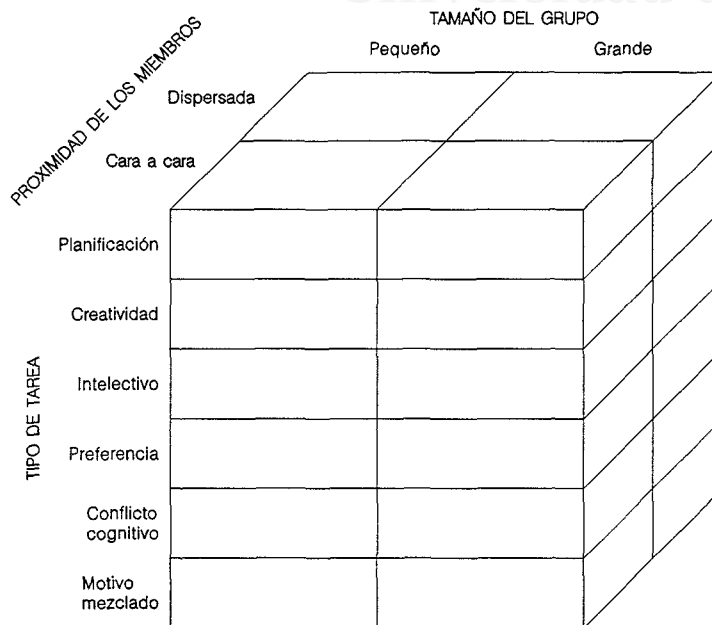 TAMAÑO DEL GRUPO
Pequeño Grande
PROXIMIDAD DE LOS MIEMBROS
Dispersada
Cara a cara
TIPO DE TAREA
Planificación
Creatividad
Intelectivo
Preferencia
Conflicto
cognitivo
Motivo
mezclado